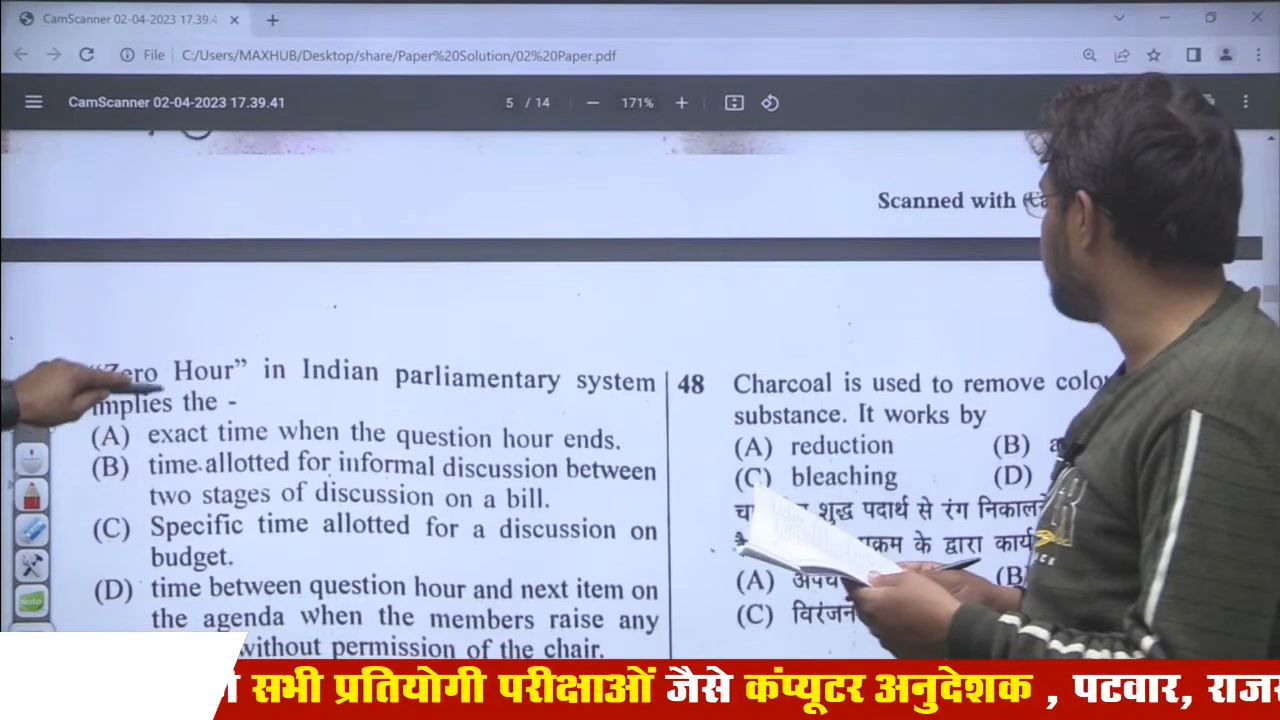 CamScanner 02-04-2023 17.39.4
File C:/Users/MAXHUB/Desktop/share/Paper%20Solution/02%20Paper.pdf
CamScanner 02-04-2023 17.39.41
5 / 14
171%
Scanned with
"Zero Hour" in Indian parliamentary system
implies the -
(A) exact time when the question hour ends.
(B) time allotted for informal discussion between
two stages of discussion on a bill.
(C) Specific time allotted for a discussion on
budget.
(D) time between question hour and next item on
the agenda when the members raise any
without permission of the chair.
48 Charcoal is used to remove
substance. It works by
(A) reduction (B)
(C) bleaching (D)
शुद्ध पदार्थ से रंग
के द्वारा
(A) (B)
(C)
Note
सभी प्रतियोगी परीक्षाओं जैसे कंप्यूटर अनुदेशक , पटवार,